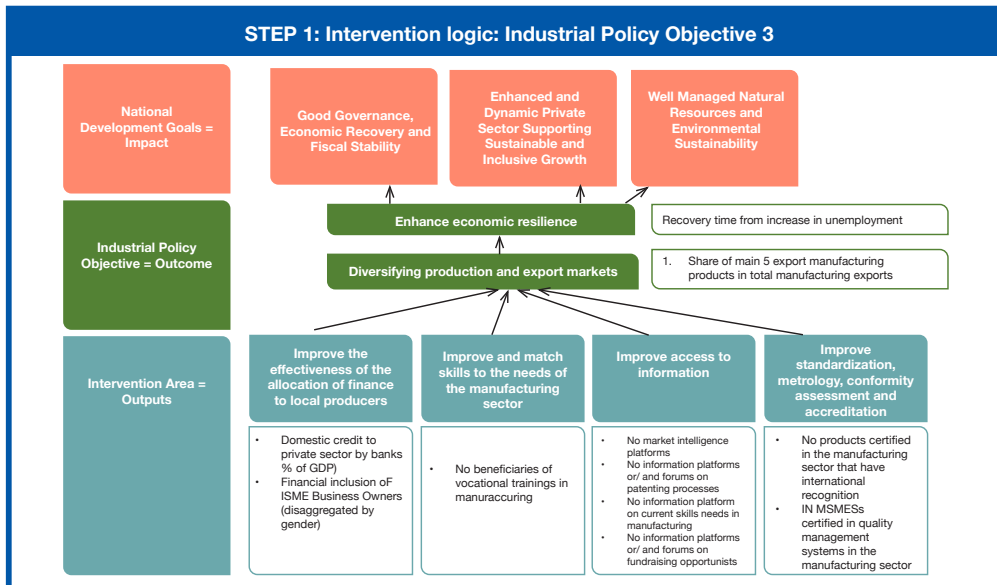 STEP 1: Intervention logic: Industrial Policy Objective 3
National
Development Goals =
Impact
Good Governance,
Economic Recovery and
Fiscal Stability
Enhanced and
Dynamic Private
Sector Supporting
Sustainable and
Inclusive Growth
Well Managed Natural
Resources and
Environmental
Sustainability
Industrial Policy
Objective = Outcome
Enhance economic resilience
Recovery time from increase in unemployment
Diversifying production and export markets
1. Share of main 5 export manufacturing
products in total manufacturing exports
Intervention Area =
Outputs
Improve the
effectiveness of the
allocation of finance
to local producers
Improve and match
skills to the needs of
the manufacturing
sector
Improve access to
information
Improve
standardization,
metrology, conformity
assessment and
accreditation
• Domestic credit to
private sector by banks
% of GDP)
• Financial inclusion oF
ISME Business Owners
(disaggregated by
gender)
• No beneficiaries of
vocational trainings in
manuraccuring
• No market intelligence
platforms
• No information platforms
or/ and forums on
patenting processes
• No information platform
on current skills needs in
manufacturing
• No information platforms
or/ and forums on
fundraising opportunists
• No products certified
in the manufacturing
sector that have
international
recognition
• IN MSMESs
certified in quality
management
systems in the
manufacturing sector